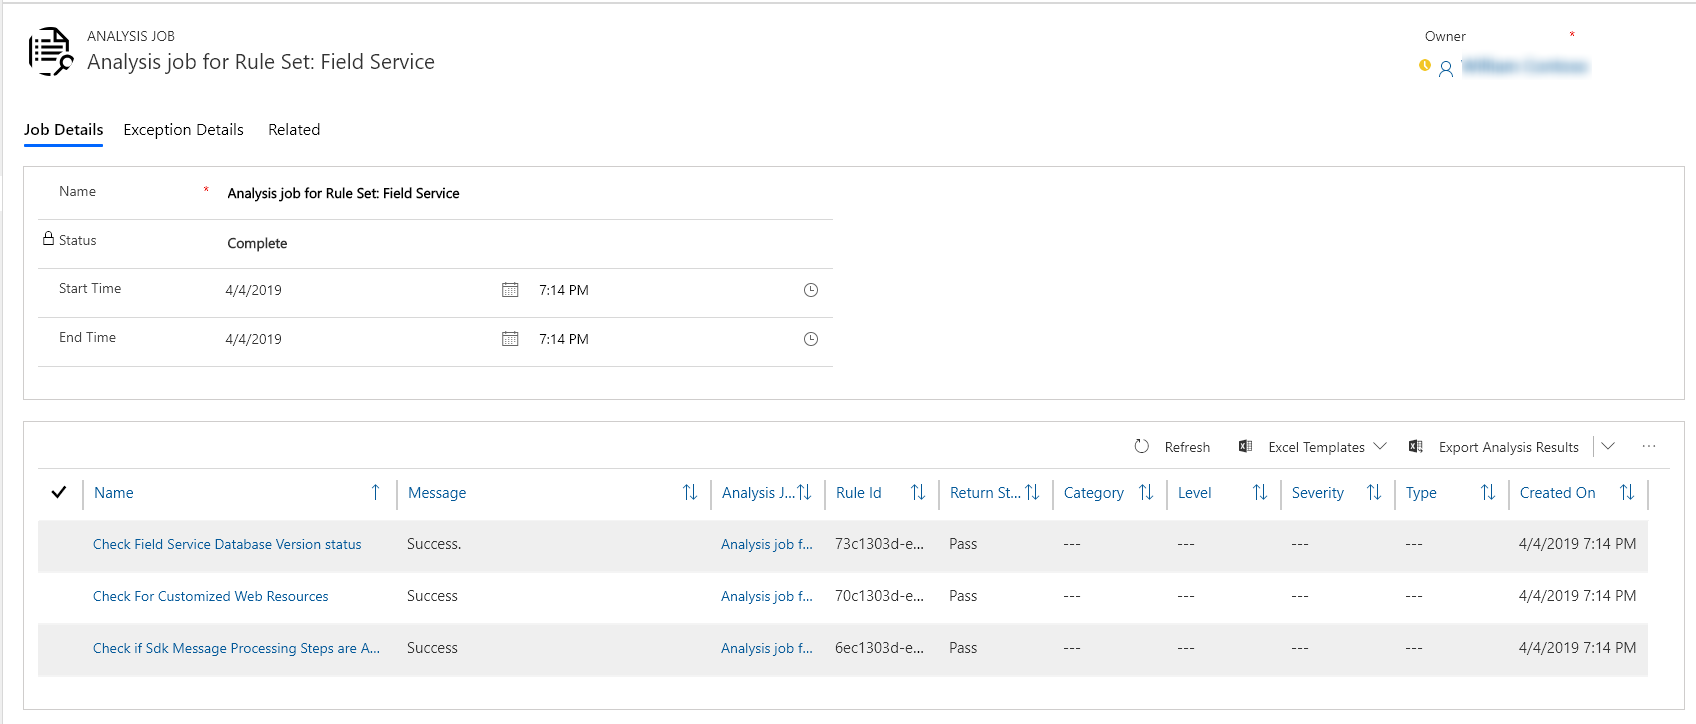 ANALYSIS JOB
Analysis job for Rule Set: Field Service
Owner *
Job Details Exception Details Related
Name * Analysis job for Rule Set: Field Service
Status Complete
Start Time 4/4/2019 7:14 PM
End Time 4/4/2019 7:14 PM
Refresh Excel Templates Export Analysis Results ...
Name Message Analysis J... Rule Id Return St... Category Level Severity Type Created On
Check Field Service Database Version status Success. Analysis job f... 73c1303d-e... Pass --- --- --- --- 4/4/2019 7:14 PM
Check For Customized Web Resources Success Analysis job f... 70c1303d-e... Pass --- --- --- --- 4/4/2019 7:14 PM
Check if Sdk Message Processing Steps are A... Success Analysis job f... 6ec1303d-e... Pass --- --- --- --- 4/4/2019 7:14 PM